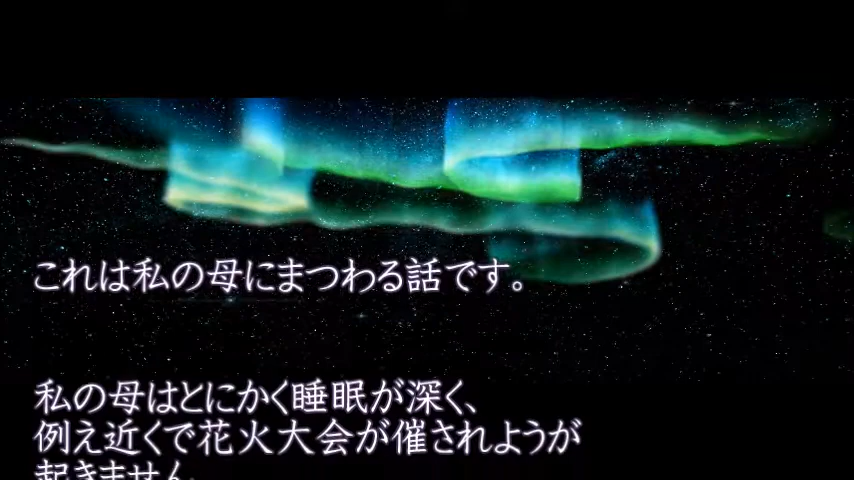 これは私の母にまつわる話です。
私の母はとにかく睡眠が深く、
例え近くで花火大会が催されようが
起きません